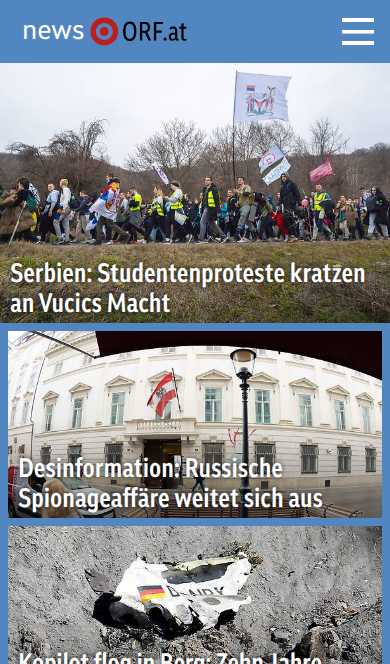 news ORF.at
Serbien: Studentenproteste kratzen
an Vucics Macht
Desinformation: Russische
Spionageaffäre weitet sich aus
Kopilot flog in Berg: Zehn Jahre